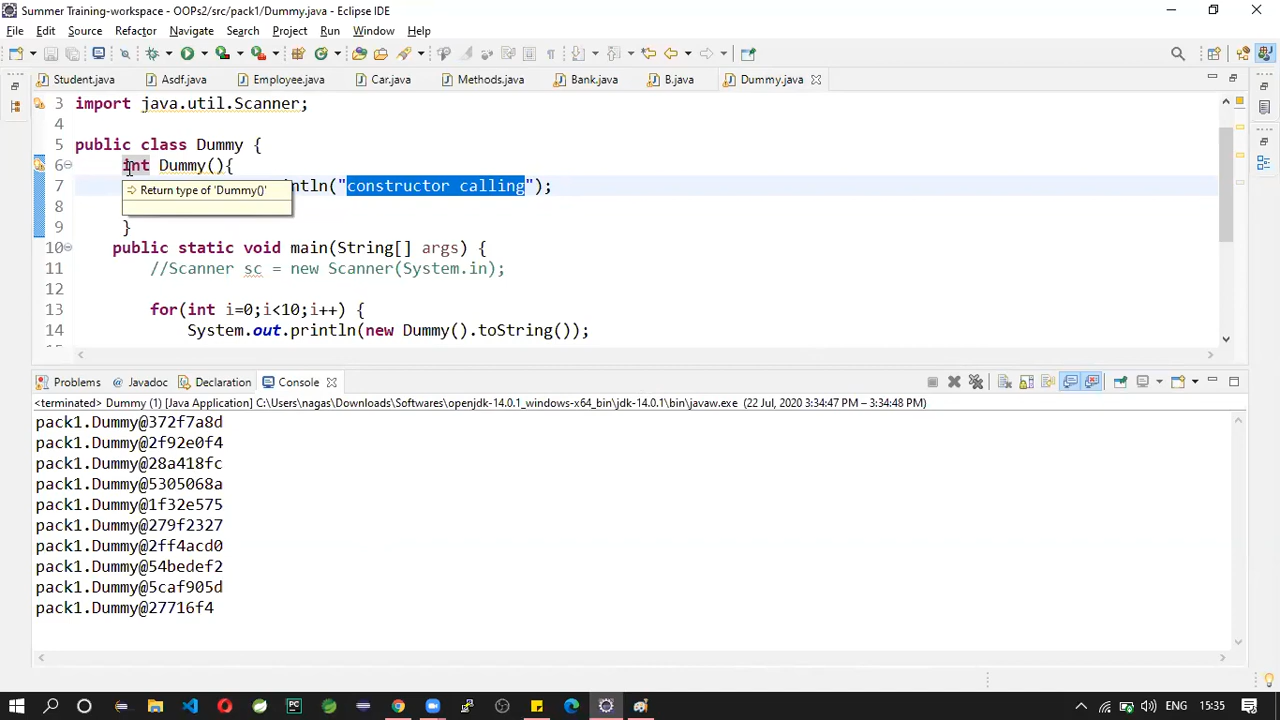 Summer Training-workspace - OOPs2/src/pack1/Dummy.java - Eclipse IDE
File Edit Source Refactor Navigate Search Project Run Window Help
Student.java Asdf.java Employee.java Car.java Methods.java Bank.java B.java Dummy.java
3 import java.util.Scanner;
4
5 public class Dummy {
6 int Dummy(){
7 intln("constructor calling");
Return type of 'Dummy()'
8
9 }
10 public static void main(String[] args) {
11 //Scanner sc = new Scanner(System.in);
12
13 for(int i=0;i<10;i++) {
14 System.out.println(new Dummy().toString());
Problems @ Javadoc Declaration Console
<terminated> Dummy (1) [Java Application] C:\Users\nagas\Downloads\Softwares\openjdk-14.0.1_windows-x64_bin\jdk-14.0.1\bin\javaw.exe (22 Jul, 2020 3:34:47 PM – 3:34:48 PM)
pack1.Dummy@372f7a8d
pack1.Dummy@2f92e0f4
pack1.Dummy@28a418fc
pack1.Dummy@5305068a
pack1.Dummy@1f32e575
pack1.Dummy@279f2327
pack1.Dummy@2ff4acd0
pack1.Dummy@54bedef2
pack1.Dummy@5caf905d
pack1.Dummy@27716f4
PC ENG 15:35